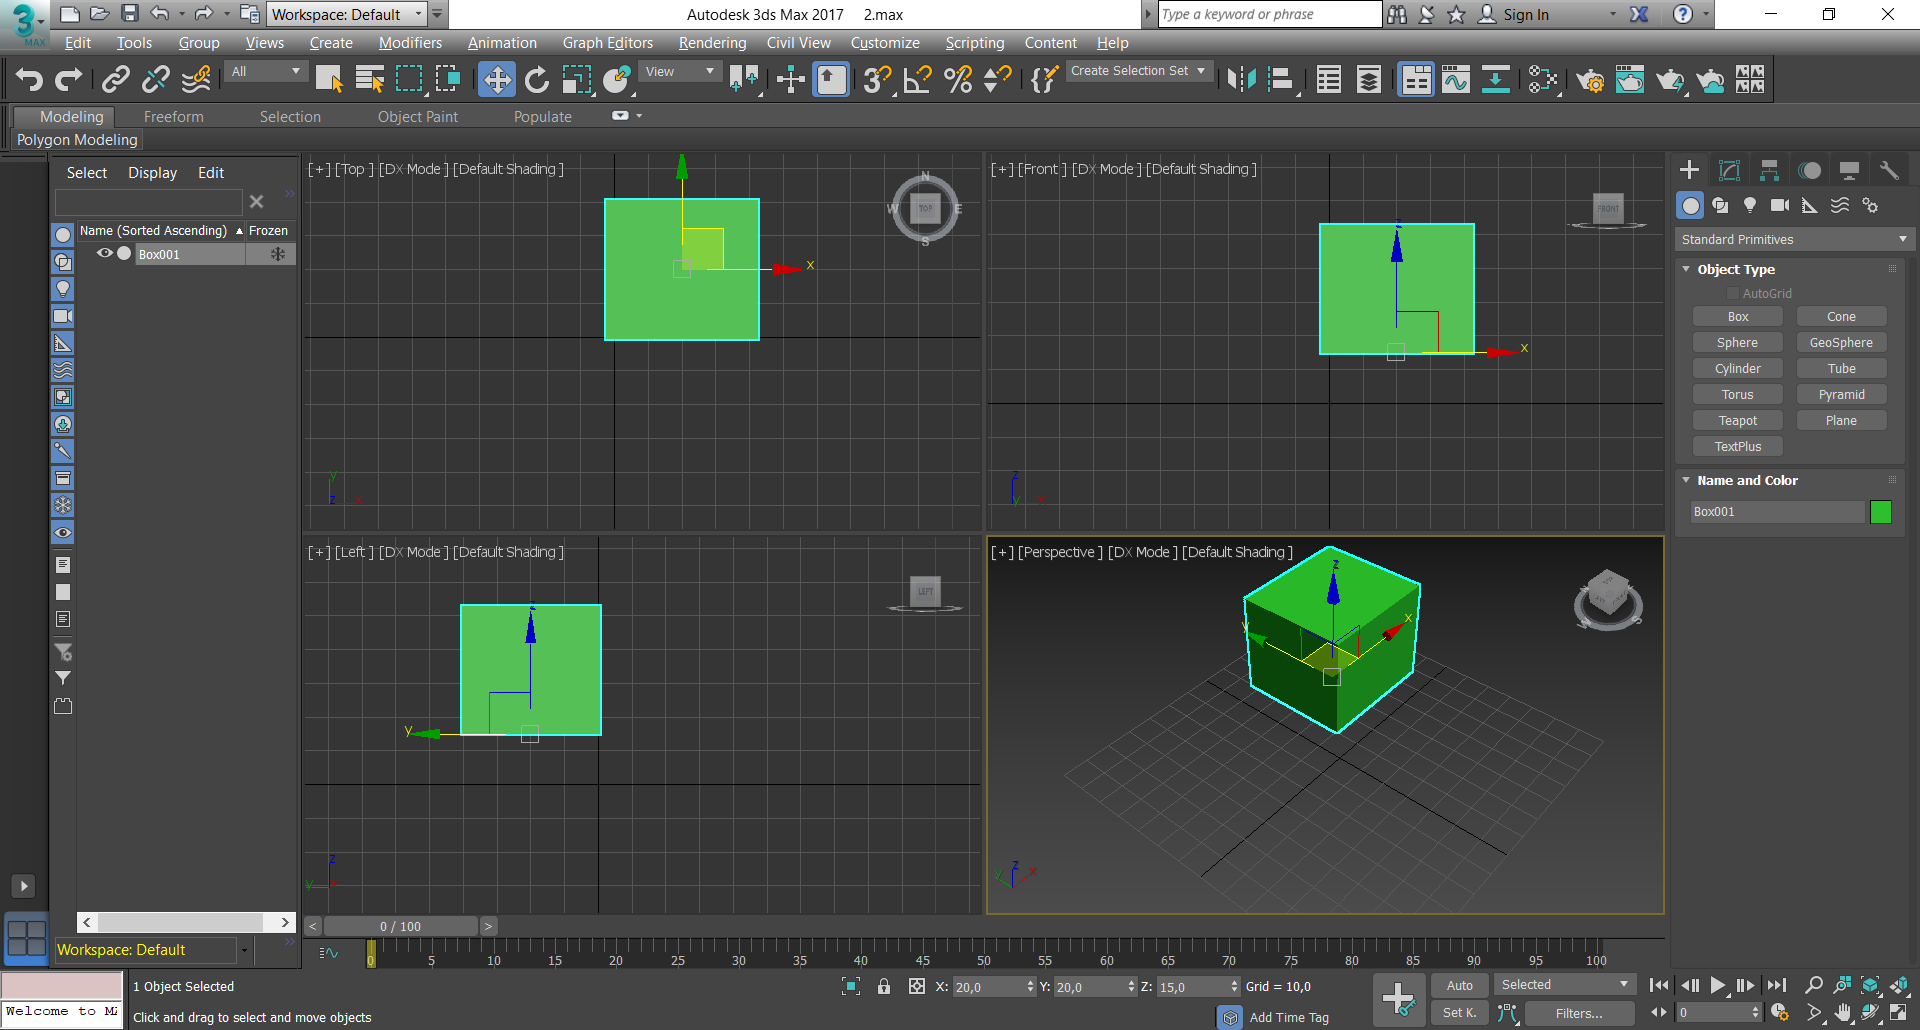 Workspace: Default
Autodesk 3ds Max 2017 2.max
Type a keyword or phrase
Sign In
3
MAX
Edit Tools Group Views Create Modifiers Animation Graph Editors Rendering Civil View Customize Scripting Content Help
All
View
Create Selection Set
Modeling Freeform Selection Object Paint Populate
Polygon Modeling
Select Display Edit
Name (Sorted Ascending) Frozen
Box001
[+] [Top ] [DX Mode ] [Default Shading ]
N
W TOP E
S
x
y
z x
[+] [Front ] [DX Mode ] [Default Shading ]
FRONT
z
x
z
y x
[+] [Left ] [DX Mode ] [Default Shading ]
LEFT
z
y
z
y x
[+] [Perspective ] [DX Mode ] [Default Shading ]
z
x
y
W S
z
y x
Standard Primitives
Object Type
AutoGrid
Box Cone
Sphere GeoSphere
Cylinder Tube
Torus Pyramid
Teapot Plane
TextPlus
Name and Color
Box001
< 0 / 100 >
Workspace: Default
0 5 10 15 20 25 30 35 40 45 50 55 60 65 70 75 80 85 90 95 100
1 Object Selected
X: 20,0 Y: 20,0 Z: 15,0 Grid = 10,0
Auto Selected
Welcome to
Click and drag to select and move objects
Add Time Tag
Set K. Filters...
0